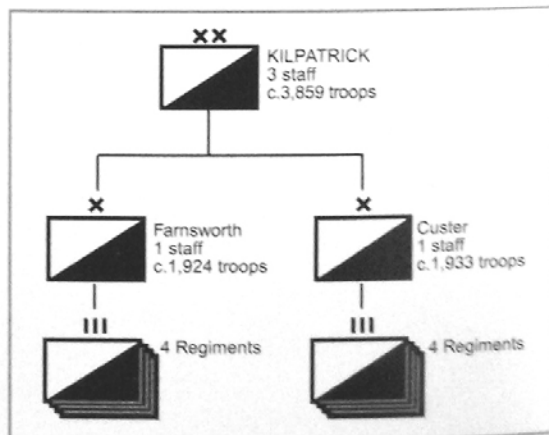 XX
KILPATRICK
3 staff
c.3,859 troops
X
Farnsworth
1 staff
c.1,924 troops
X
Custer
1 staff
c.1,933 troops
III
4 Regiments
III
4 Regiments